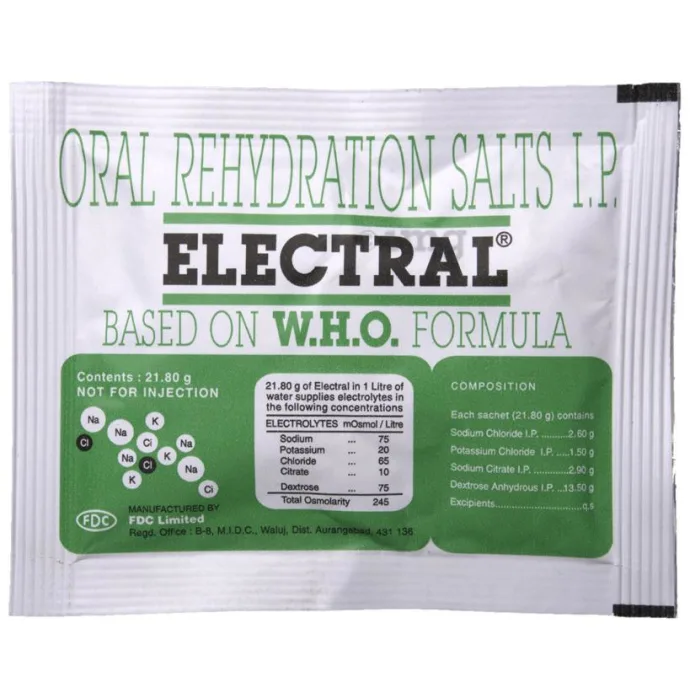 ORAL REHYDRATION SALTS I.P.
ELECTRAL®
BASED ON W.H.O. FORMULA
Contents : 21.80 g
NOT FOR INJECTION
Na
K
Cl
Na
Ci
Na
Na
Cl
Na
K
K
Na
Ci
FDC
MANUFACTURED BY
FDC Limited
Regd. Office : B-8, M.I.D.C., Waluj, Dist. Aurangabad, 431 136
21.80 g of Electral in 1 Litre of
water supplies electrolytes in
the following concentrations
ELECTROLYTES mOsmol / Litre
Sodium ... 75
Potassium ... 20
Chloride ... 65
Citrate ... 10
Dextrose ... 75
Total Osmolarity 245
COMPOSITION
Each sachet (21.80 g) contains
Sodium Chloride I.P. ..........2.60 g
Potassium Chloride I.P. .....1.50 g
Sodium Citrate I.P. ............2.90 g
Dextrose Anhydrous I.P. ..13.50 g
Excipients..............................q.s